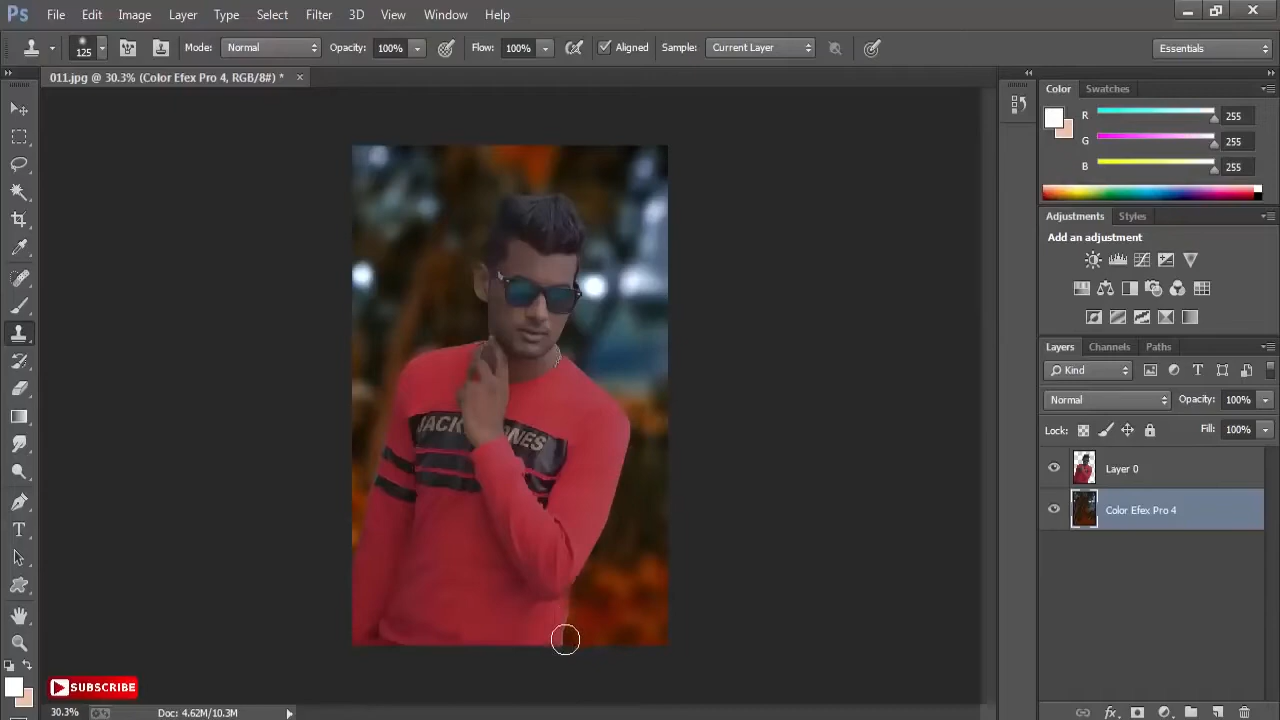 Ps File Edit Image Layer Type Select Filter 3D View Window Help
125 Mode: Normal Opacity: 100% Flow: 100% Aligned Sample: Current Layer Essentials
011.jpg @ 30.3% (Color Efex Pro 4, RGB/8#) *
Color Swatches
R 255
G 255
B 255
Adjustments Styles
Add an adjustment
Layers Channels Paths
Kind
Normal Opacity: 100%
Lock: Fill: 100%
Layer 0
Color Efex Pro 4
JACK JONES
SUBSCRIBE
30.3% Doc: 4.62M/10.3M